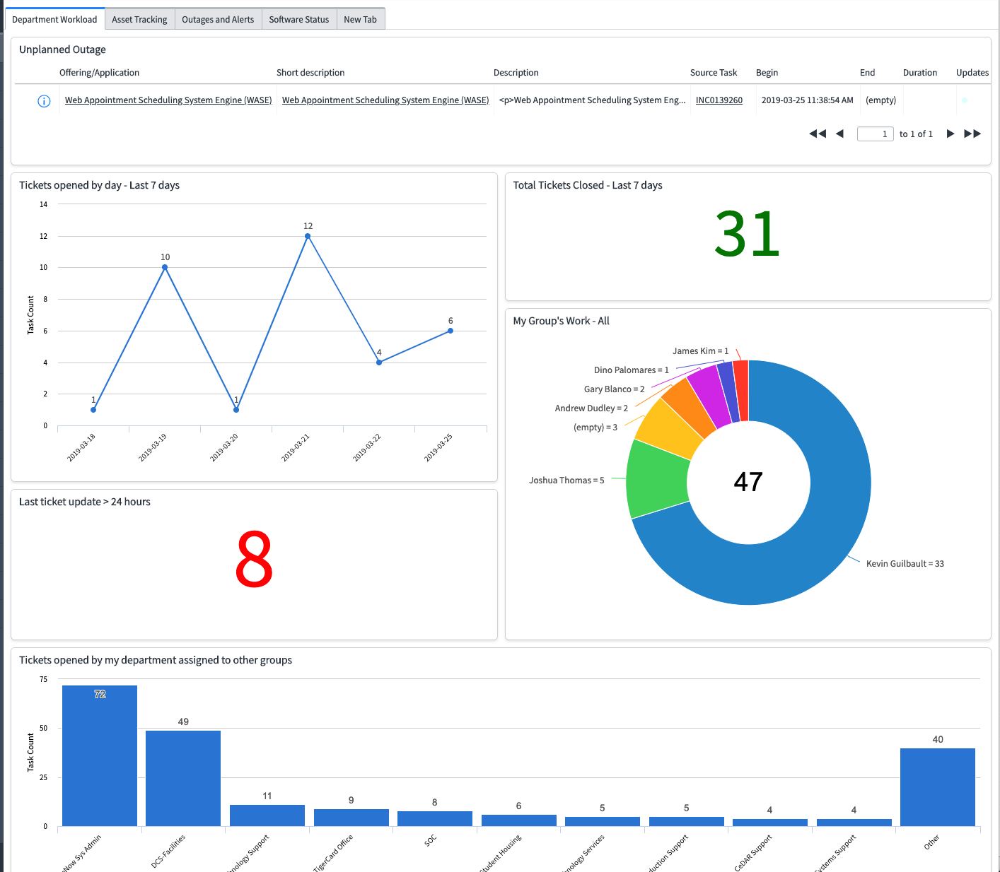 Department Workload Asset Tracking Outages and Alerts Software Status New Tab
Unplanned Outage
Offering/Application Short description Description Source Task Begin End Duration Updates
Web Appointment Scheduling System Engine (WASE) Web Appointment Scheduling System Engine (WASE) <p>Web Appointment Scheduling System Eng... INC0139260 2019-03-25 11:38:54 AM (empty)
1 to 1 of 1
Tickets opened by day - Last 7 days
14
12
10
8
6
4
2
0
Task Count
1
10
1
12
4
6
2019-03-18
2019-03-19
2019-03-20
2019-03-21
2019-03-22
2019-03-25
Total Tickets Closed - Last 7 days
31
My Group's Work - All
James Kim = 1
Dino Palomares = 1
Gary Blanco = 2
Andrew Dudley = 2
(empty) = 3
Joshua Thomas = 5
47
Kevin Guilbault = 33
Last ticket update > 24 hours
8
Tickets opened by my department assigned to other groups
75
50
25
0
Task Count
72
49
11
9
8
6
5
5
4
4
40
Now Sys Admin
DCS-Facilities
Support
TigerCard Office
SOC
Student Housing
Services
Support
CeDAR Support
Systems Support
Other